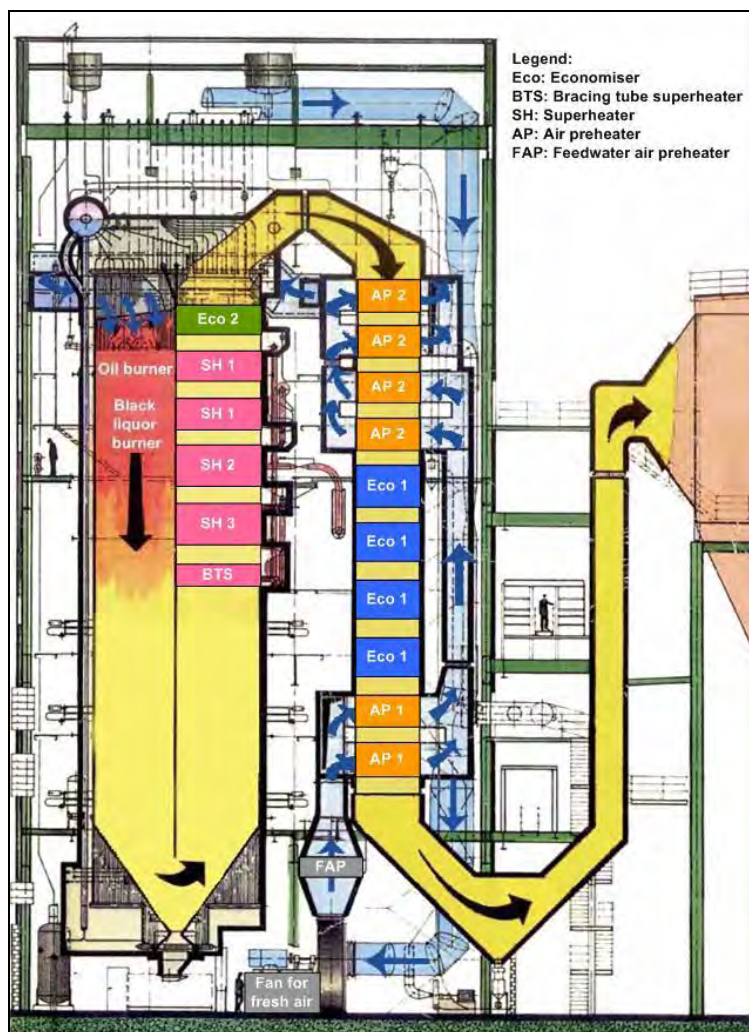 Legend:
Eco: Economiser
BTS: Bracing tube superheater
SH: Superheater
AP: Air preheater
FAP: Feedwater air preheater
AP 2
Eco 2
AP 2
Oil burner
SH 1
AP 2
Black
liquor
burner
SH 1
AP 2
SH 2
Eco 1
SH 3
Eco 1
BTS
Eco 1
Eco 1
AP 1
AP 1
FAP
Fan for
fresh air